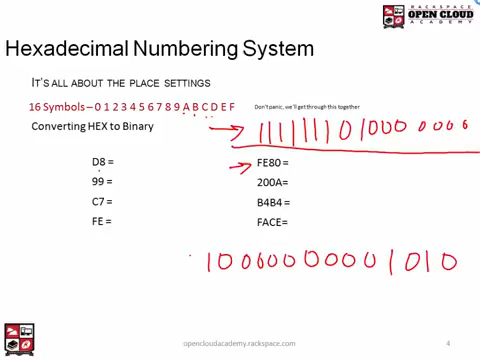 RACKSPACE
OPEN CLOUD
ACADEMY
Hexadecimal Numbering System
IT'S ALL ABOUT THE PLACE SETTINGS
16 Symbols – 0 1 2 3 4 5 6 7 8 9 A B C D E F
Don't panic, we'll get through this together
Converting HEX to Binary
1111111010000000
D8 =
FE80=
99 =
200A=
C7 =
B4B4 =
FE =
FACE=
10000000001010
opencloudacademy.rackspace.com
4